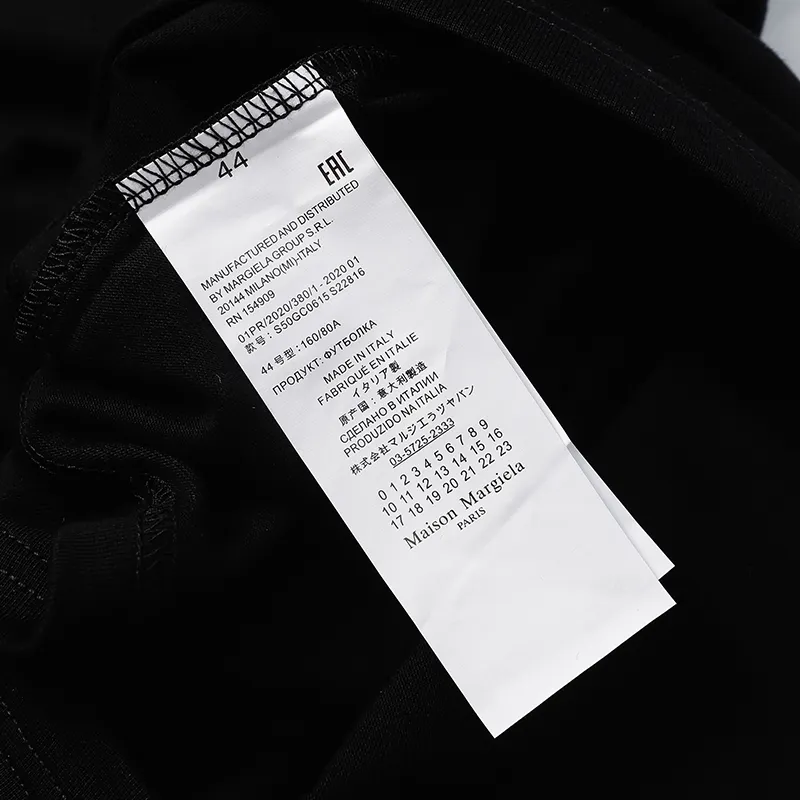 44
EAC
MANUFACTURED AND DISTRIBUTED
BY MARGIELA GROUP S.R.L.
20144 MILANO(MI)-ITALY
RN 154909
01PR/2020/380/1 - 2020 01
款号：S50GC0615 S22816
44 号型：160/80A
ПРОДУКТ: ФУТБОЛКА
MADE IN ITALY
FABRIQUÉ EN ITALIE
イタリア製
原产国：意大利製造
СДЕЛАНО В ИТАЛИИ
PRODUZIDO NA ITALIA
株式会社マルジエラヅヤバン
03-5725-2333
0 1 2 3 4 5 6 7 8 9
10 11 12 13 14 15 16
17 18 19 20 21 22 23
Maison Margiela
PARIS